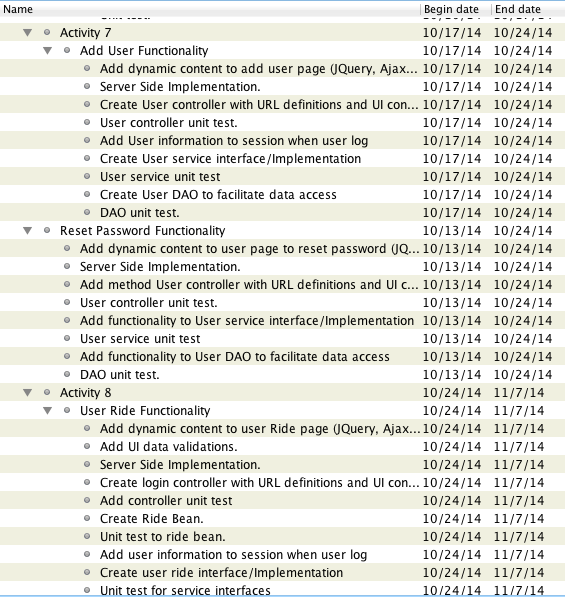 Name Begin date End date
Unit test.
Activity 7 10/17/14 10/24/14
Add User Functionality 10/17/14 10/24/14
Add dynamic content to add user page (JQuery, Ajax... 10/17/14 10/24/14
Server Side Implementation. 10/17/14 10/24/14
Create User controller with URL definitions and UI con... 10/17/14 10/24/14
User controller unit test. 10/17/14 10/24/14
Add User information to session when user log 10/17/14 10/24/14
Create User service interface/Implementation 10/17/14 10/24/14
User service unit test 10/17/14 10/24/14
Create User DAO to facilitate data access 10/17/14 10/24/14
DAO unit test. 10/17/14 10/24/14
Reset Password Functionality 10/13/14 10/24/14
Add dynamic content to user page to reset password (JQ... 10/13/14 10/24/14
Server Side Implementation. 10/13/14 10/24/14
Add method User controller with URL definitions and UI c... 10/13/14 10/24/14
User controller unit test. 10/13/14 10/24/14
Add functionality to User service interface/Implementation 10/13/14 10/24/14
User service unit test 10/13/14 10/24/14
Add functionality to User DAO to facilitate data access 10/13/14 10/24/14
DAO unit test. 10/13/14 10/24/14
Activity 8 10/24/14 11/7/14
User Ride Functionality 10/24/14 11/7/14
Add dynamic content to user Ride page (JQuery, Ajax... 10/24/14 11/7/14
Add UI data validations. 10/24/14 11/7/14
Server Side Implementation. 10/24/14 11/7/14
Create login controller with URL definitions and UI con... 10/24/14 11/7/14
Add controller unit test 10/24/14 11/7/14
Create Ride Bean. 10/24/14 11/7/14
Unit test to ride bean. 10/24/14 11/7/14
Add user information to session when user log 10/24/14 11/7/14
Create user ride interface/Implementation 10/24/14 11/7/14
Unit test for service interfaces 10/24/14 11/7/14